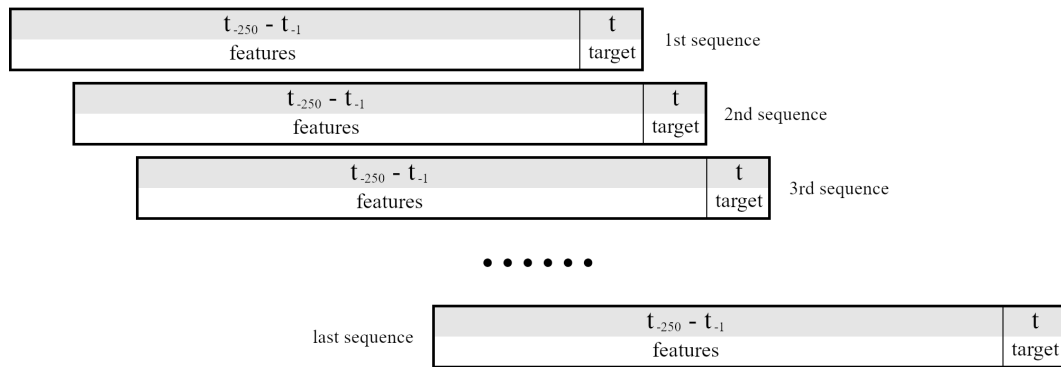 t-250 - t-1 t
features target
1st sequence
t-250 - t-1 t
features target
2nd sequence
t-250 - t-1 t
features target
3rd sequence
t-250 - t-1 t
features target
last sequence